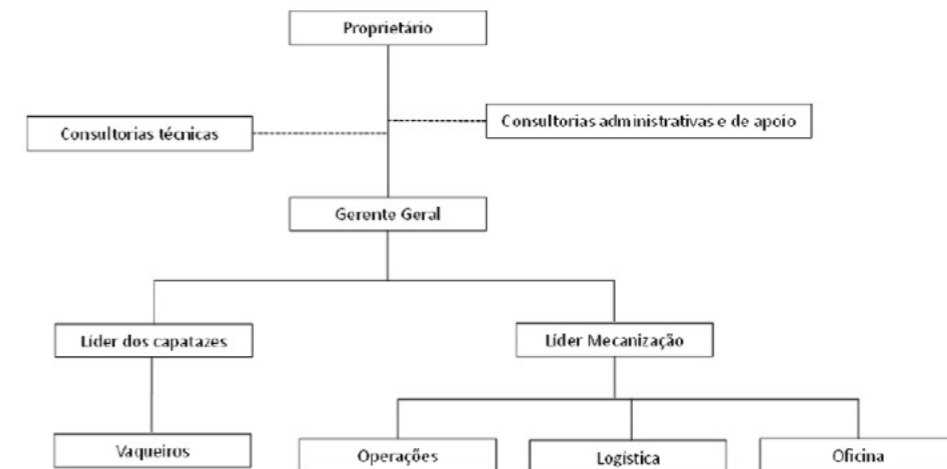 Proprietário
Consultorias administrativas e de apoio
Consultorias técnicas
Gerente Geral
Líder dos capatazes
Líder Mecanização
Vaqueiros
Operações
Logística
Oficina